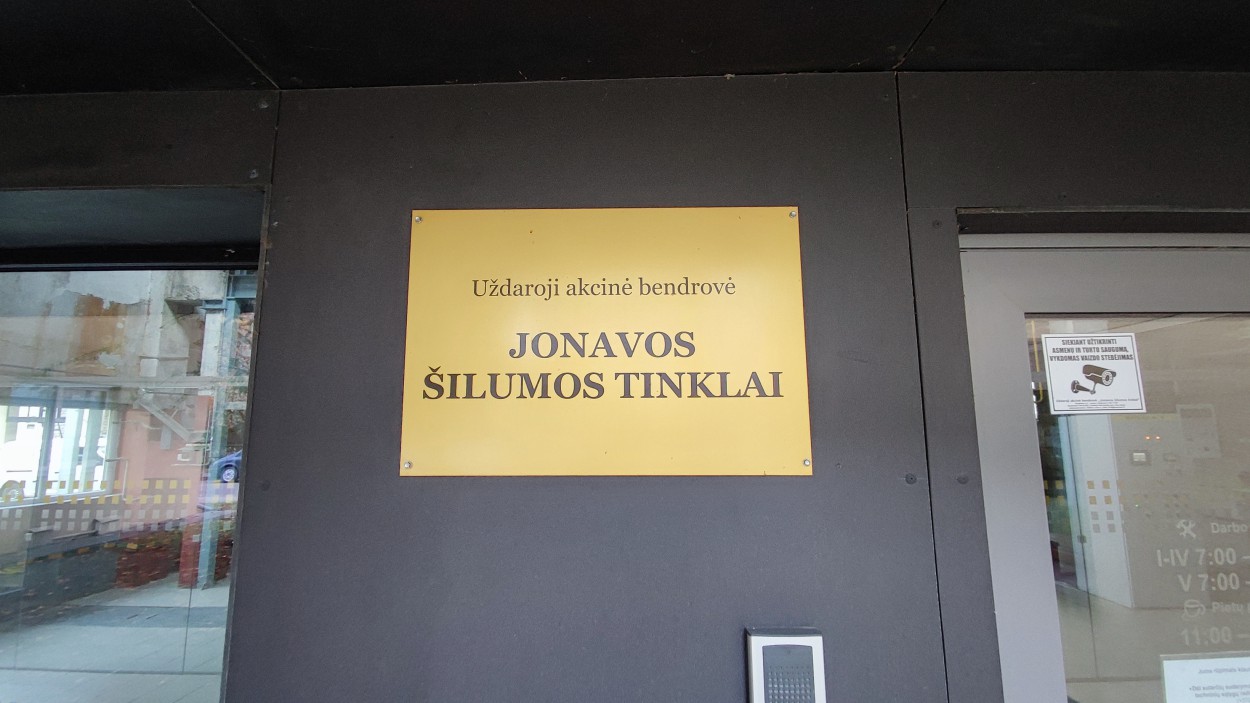 Uždaroji akcinė bendrovė
JONAVOS
ŠILUMOS TINKLAI
SIEKIANT UŽTIKRINTI
ASMENŲ IR TURTO SAUGUMĄ,
VYKDOMAS VAIZDO STEBĖJIMAS
Darbo
I-IV 7:00 –
V 7:00 –
Pietų
11:00 –